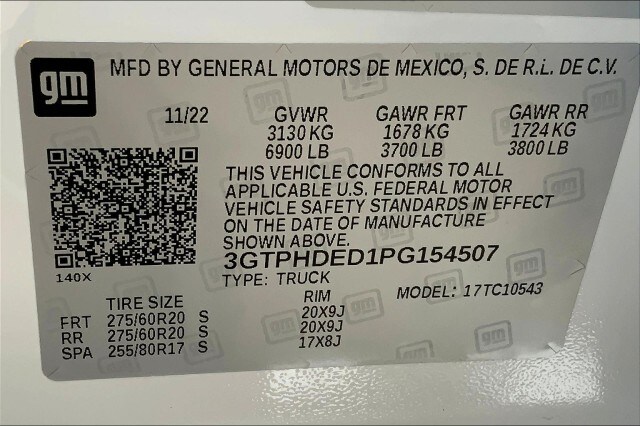 gm MFD BY GENERAL MOTORS DE MEXICO, S. DE R.L. DE C.V.
11/22 GVWR GAWR FRT GAWR RR
3130 KG 1678 KG 1724 KG
6900 LB 3700 LB 3800 LB
THIS VEHICLE CONFORMS TO ALL
APPLICABLE U.S. FEDERAL MOTOR
VEHICLE SAFETY STANDARDS IN EFFECT
ON THE DATE OF MANUFACTURE
SHOWN ABOVE.
3GTPHDED1PG154507
140X TYPE: TRUCK MODEL: 17TC10543
TIRE SIZE RIM
FRT 275/60R20 S 20X9J
RR 275/60R20 S 20X9J
SPA 255/80R17 S 17X8J